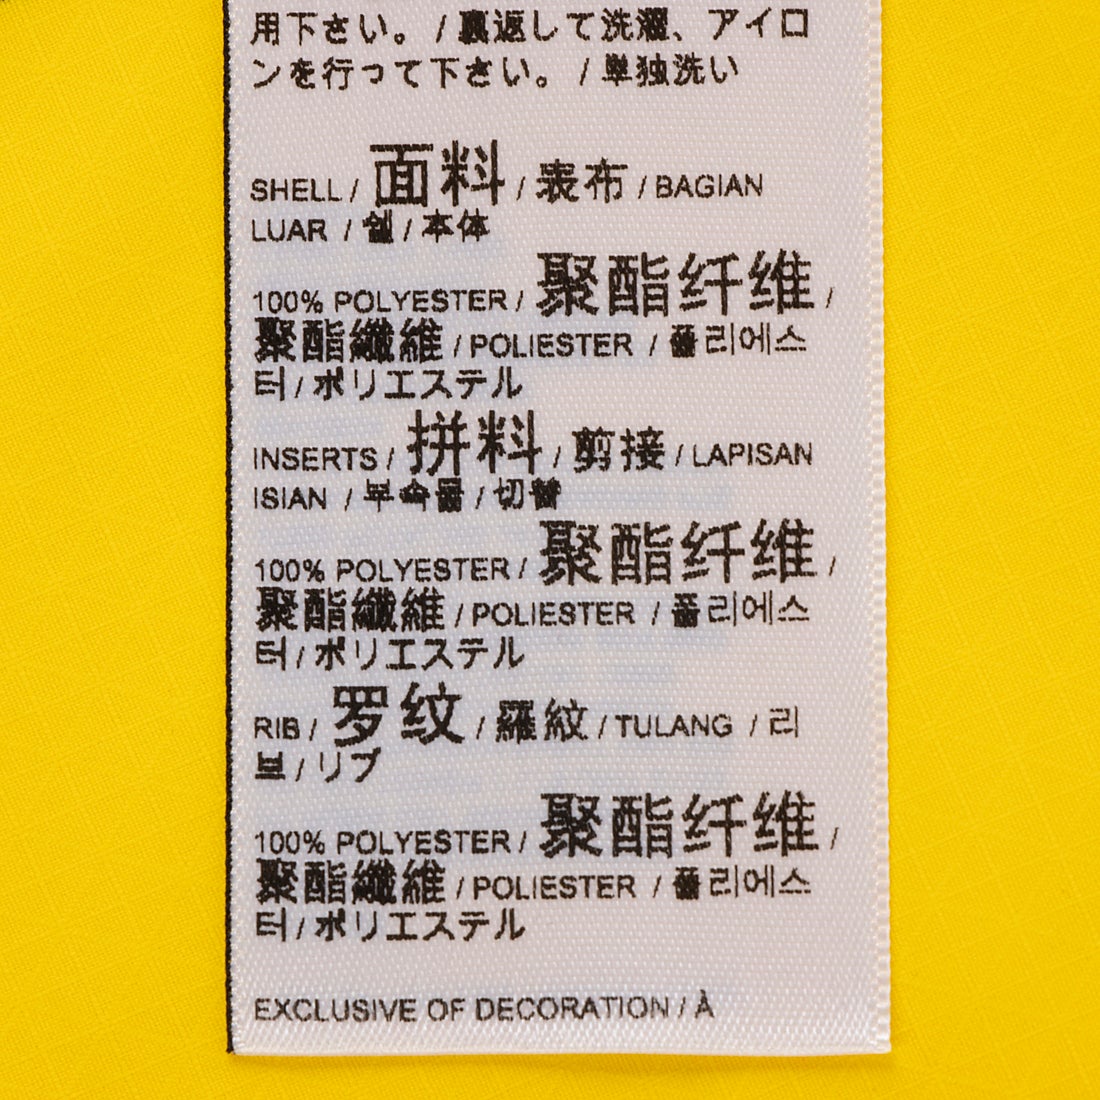 用下さい。 / 裏返して洗濯、アイロ
ンを行って下さい。 / 単独洗い
SHELL / 面料 / 表布 / BAGIAN
LUAR / 쉘 / 本体
100% POLYESTER / 聚酯纤维 /
聚酯纖維 / POLIESTER / 폴리에스
터 / ポリエステル
INSERTS / 拼料 / 剪接 / LAPISAN
ISIAN / 부속물 / 切替
100% POLYESTER / 聚酯纤维 /
聚酯纖維 / POLIESTER / 폴리에스
터 / ポリエステル
RIB / 罗纹 / 羅紋 / TULANG / 리
브 / リブ
100% POLYESTER / 聚酯纤维 /
聚酯纖維 / POLIESTER / 폴리에스
터 / ポリエステル
EXCLUSIVE OF DECORATION / À